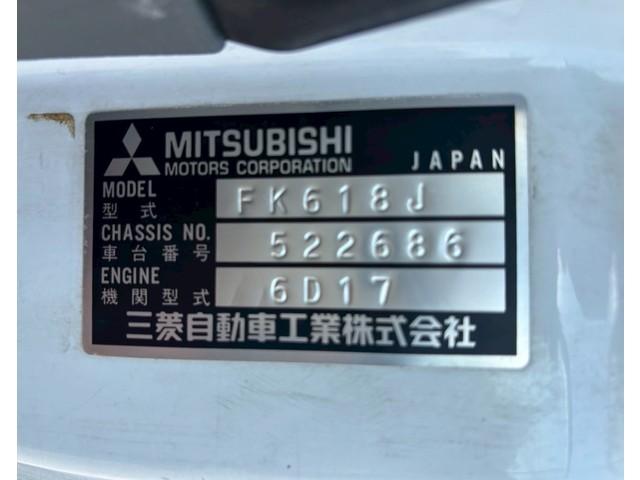 MITSUBISHI
MOTORS CORPORATION JAPAN
MODEL
型式 FK618J
CHASSIS NO.
車台番号 522686
ENGINE
機関型式 6D17
三菱自動車工業株式会社